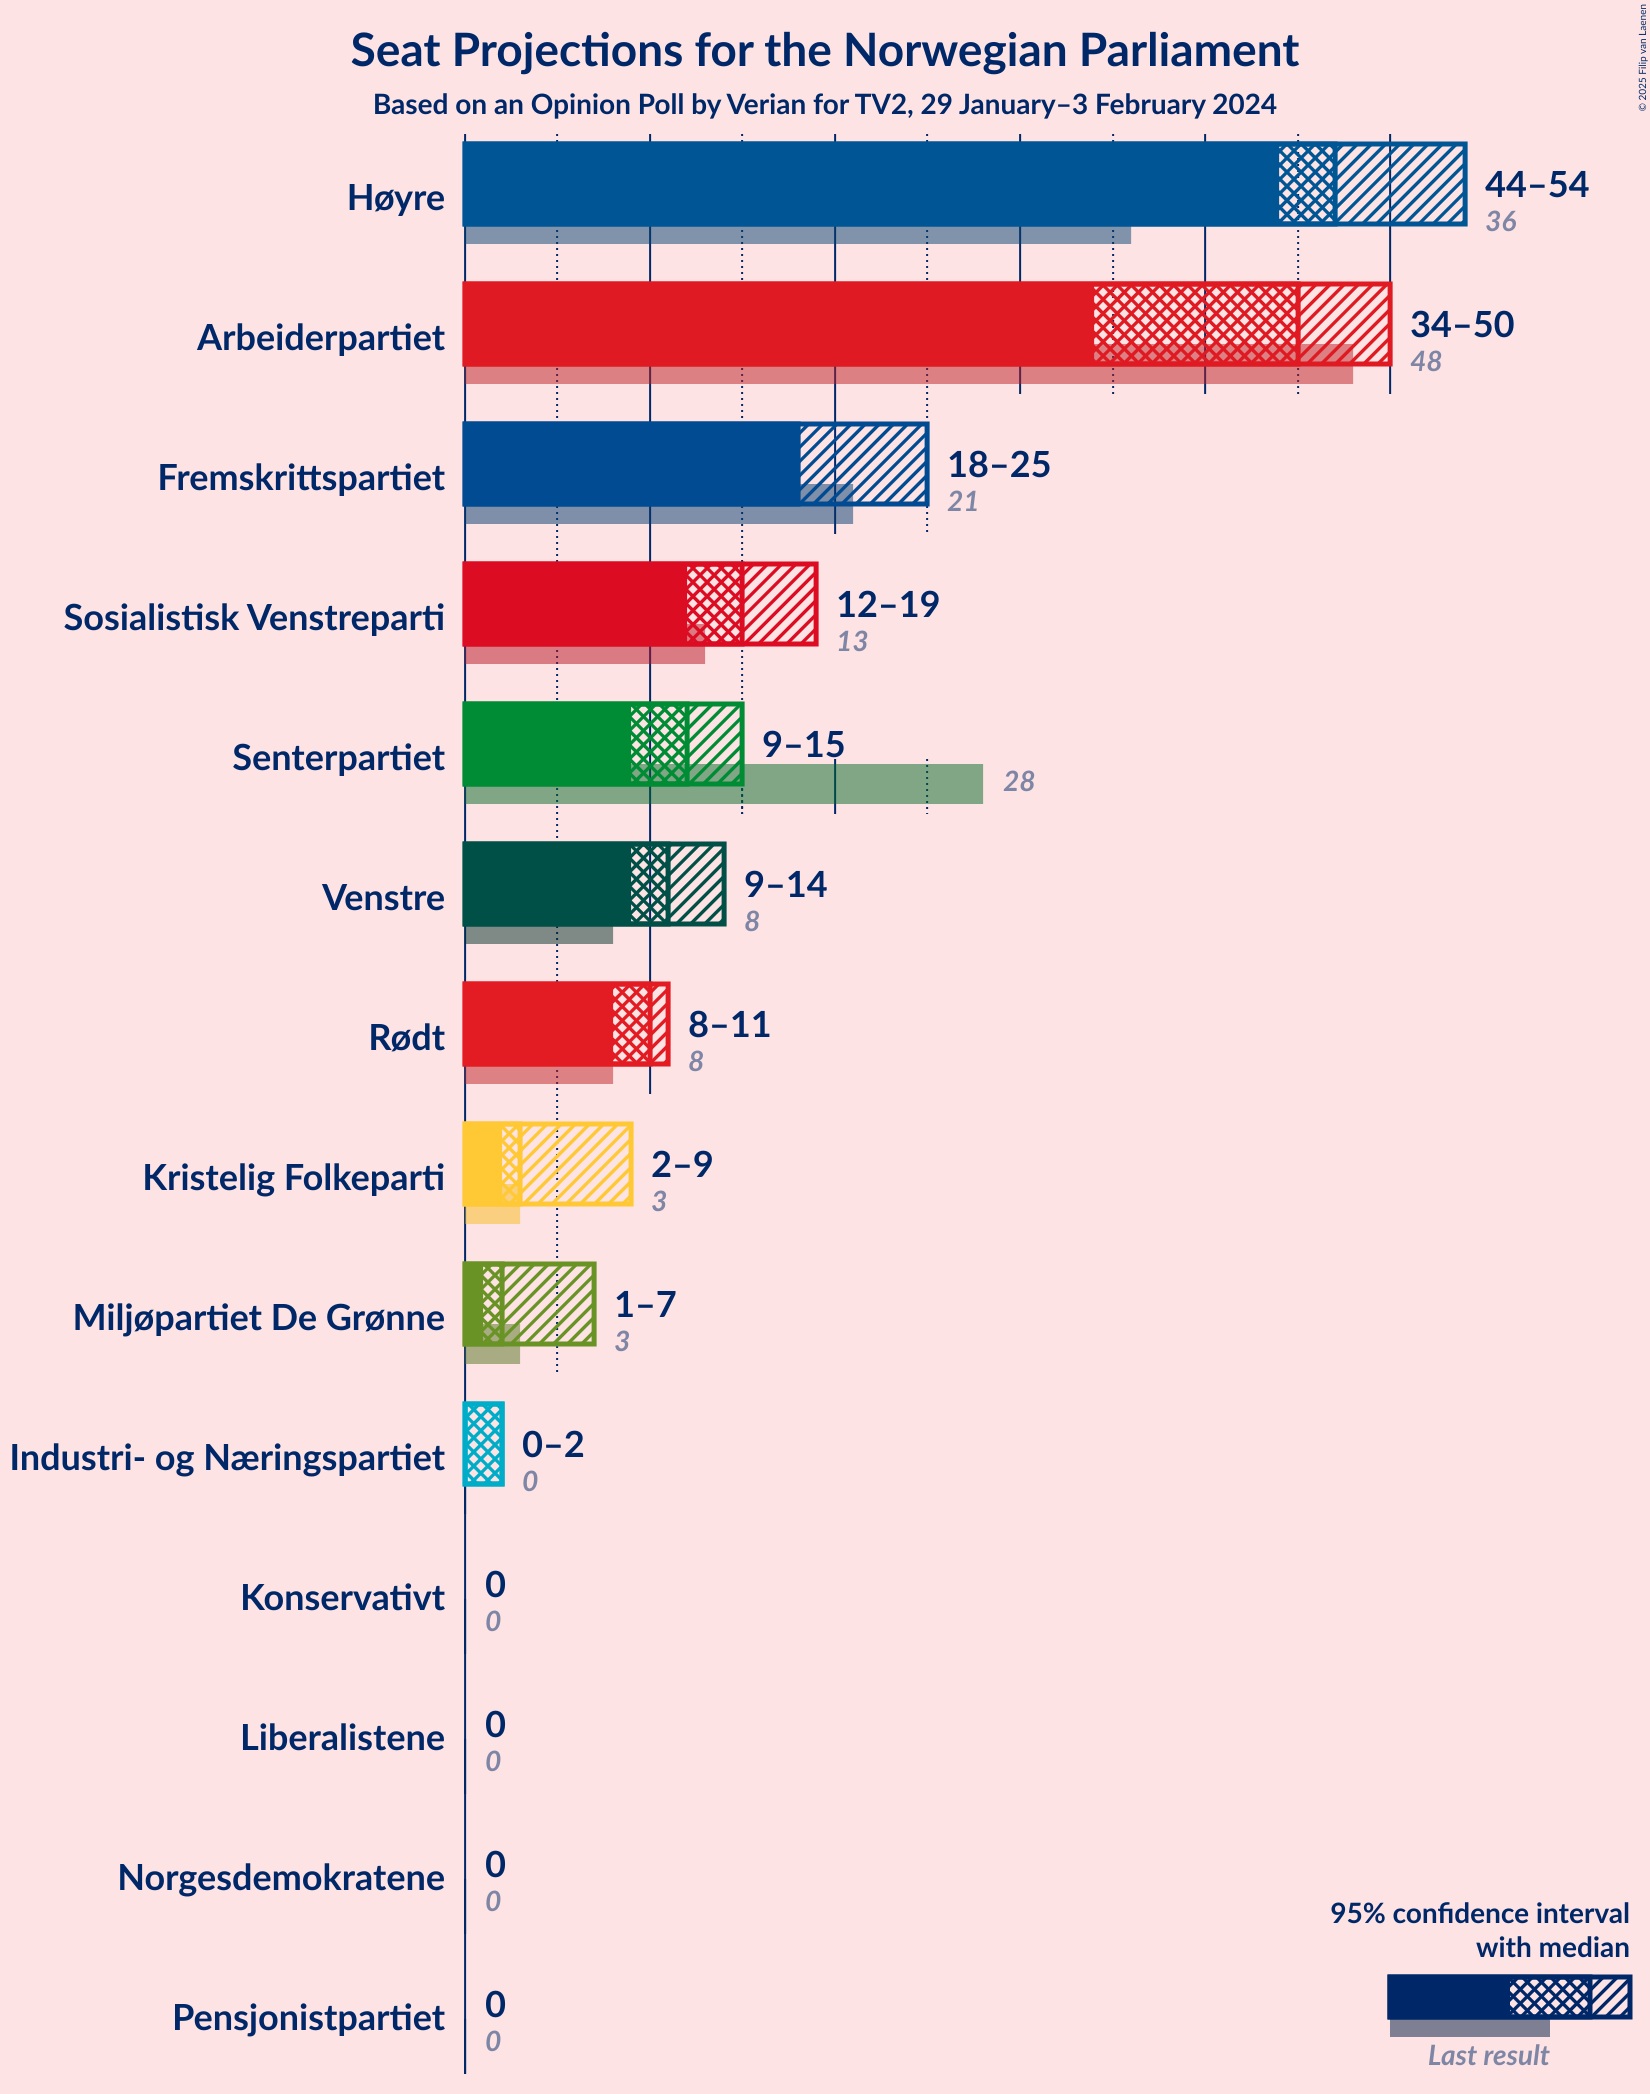 Seat Projections for the Norwegian Parliament
Based on an Opinion Poll by Verian for TV2, 29 January–3 February 2024
© 2025 Filip van Laenen
Høyre
44–54
36
Arbeiderpartiet
34–50
48
Fremskrittspartiet
18–25
21
Sosialistisk Venstreparti
12–19
13
Senterpartiet
9–15
28
Venstre
9–14
8
Rødt
8–11
8
Kristelig Folkeparti
2–9
3
Miljøpartiet De Grønne
1–7
3
Industri- og Næringspartiet
0–2
0
Konservativt
0
0
Liberalistene
0
0
Norgesdemokratene
0
0
Pensjonistpartiet
0
0
95% confidence interval
with median
Last result